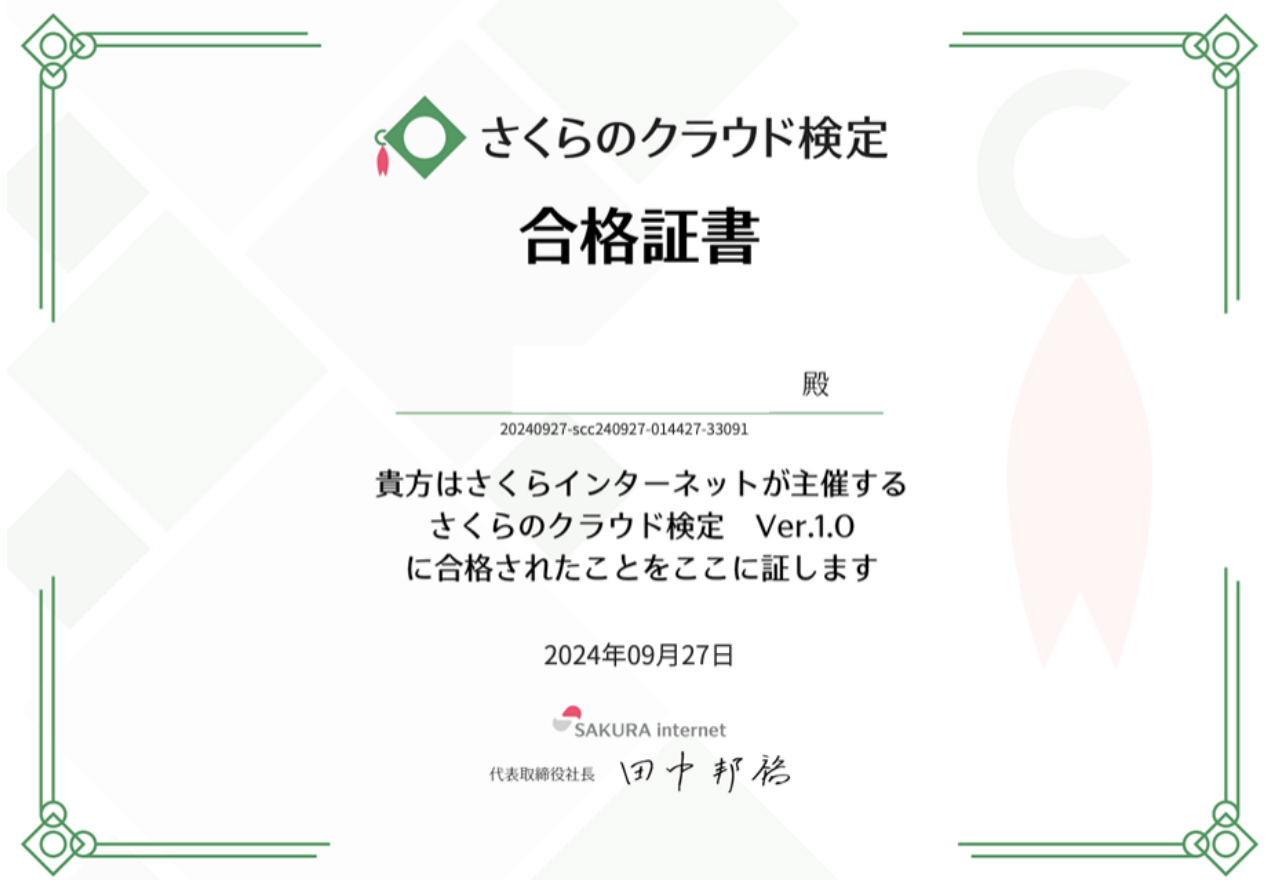 さくらのクラウド検定
合格証書
殿
20240927-scc240927-014427-33091
貴方はさくらインターネットが主催する
さくらのクラウド検定　Ver.1.0
に合格されたことをここに証します
2024年09月27日
SAKURA internet
代表取締役社長 田中邦裕